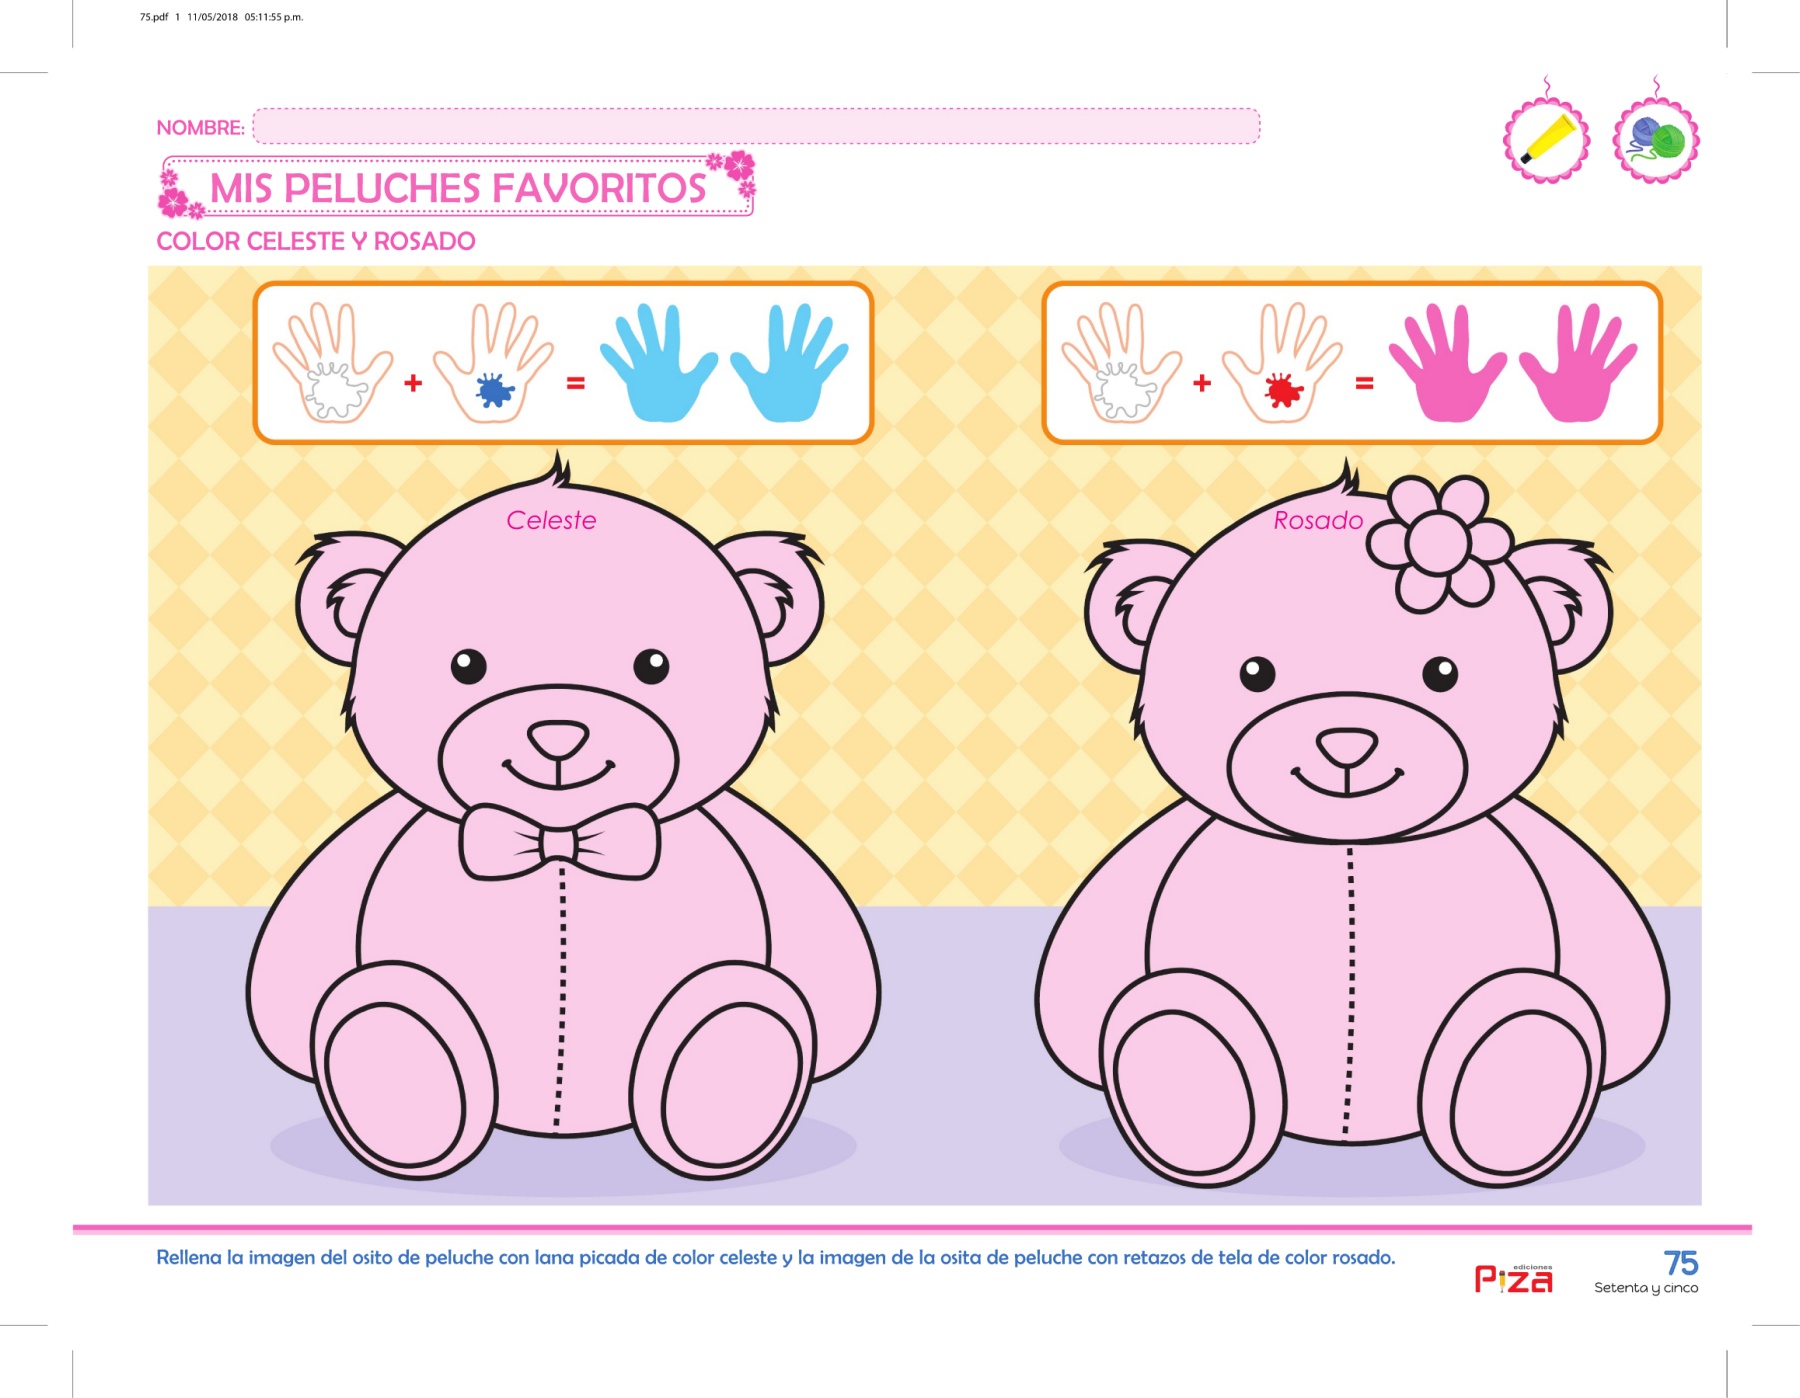 75.pdf 1 11/05/2018 05:11:55 p.m.
NOMBRE:
MIS PELUCHES FAVORITOS
COLOR CELESTE Y ROSADO
+ =
+ =
Celeste
Rosado
Rellena la imagen del osito de peluche con lana picada de color celeste y la imagen de la osita de peluche con retazos de tela de color rosado.
ediciones
Piza
75
Setenta y cinco